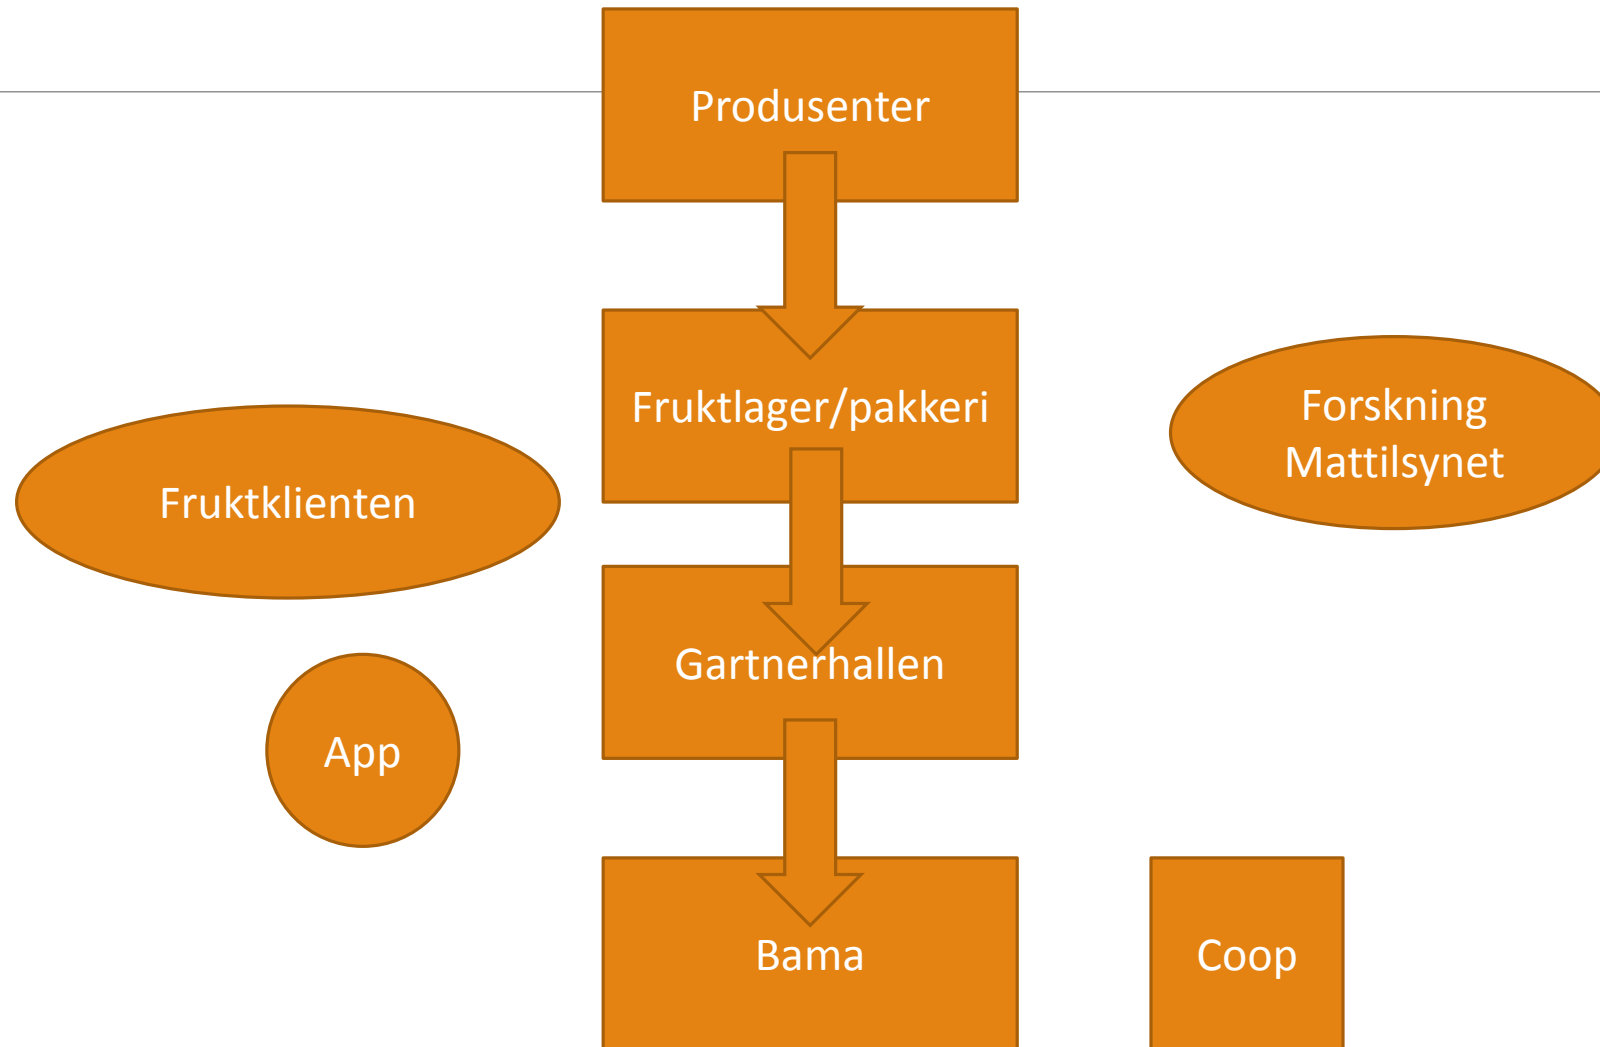 Produsenter
Fruktlager/pakkeri
Forskning
Mattilsynet
Fruktklienten
Gartnerhallen
App
Bama
Coop